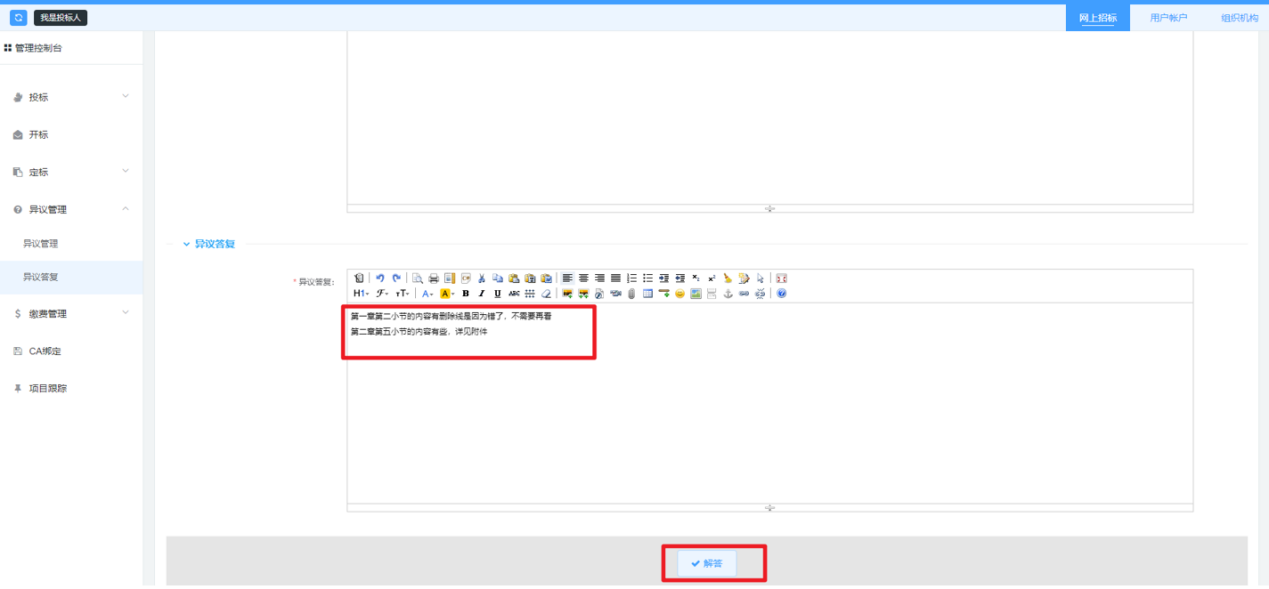 我是投标人
网上招标 用户帐户 组织机构
管理控制台
投标
开标
定标
异议管理
异议管理
异议答复
缴费管理
CA绑定
项目跟踪
异议答复
* 异议答复:
第一章第二小节的内容有删除线是因为错了，不需要再看
第二章第五小节的内容有些，详见附件
解答